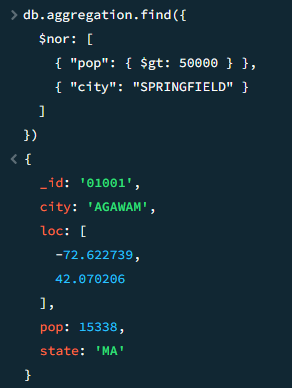 > db.aggregation.find({
$nor: [
{ "pop": { $gt: 50000 } },
{ "city": "SPRINGFIELD" }
]
})
< {
_id: '01001',
city: 'AGAWAM',
loc: [
-72.622739,
42.070206
],
pop: 15338,
state: 'MA'
}